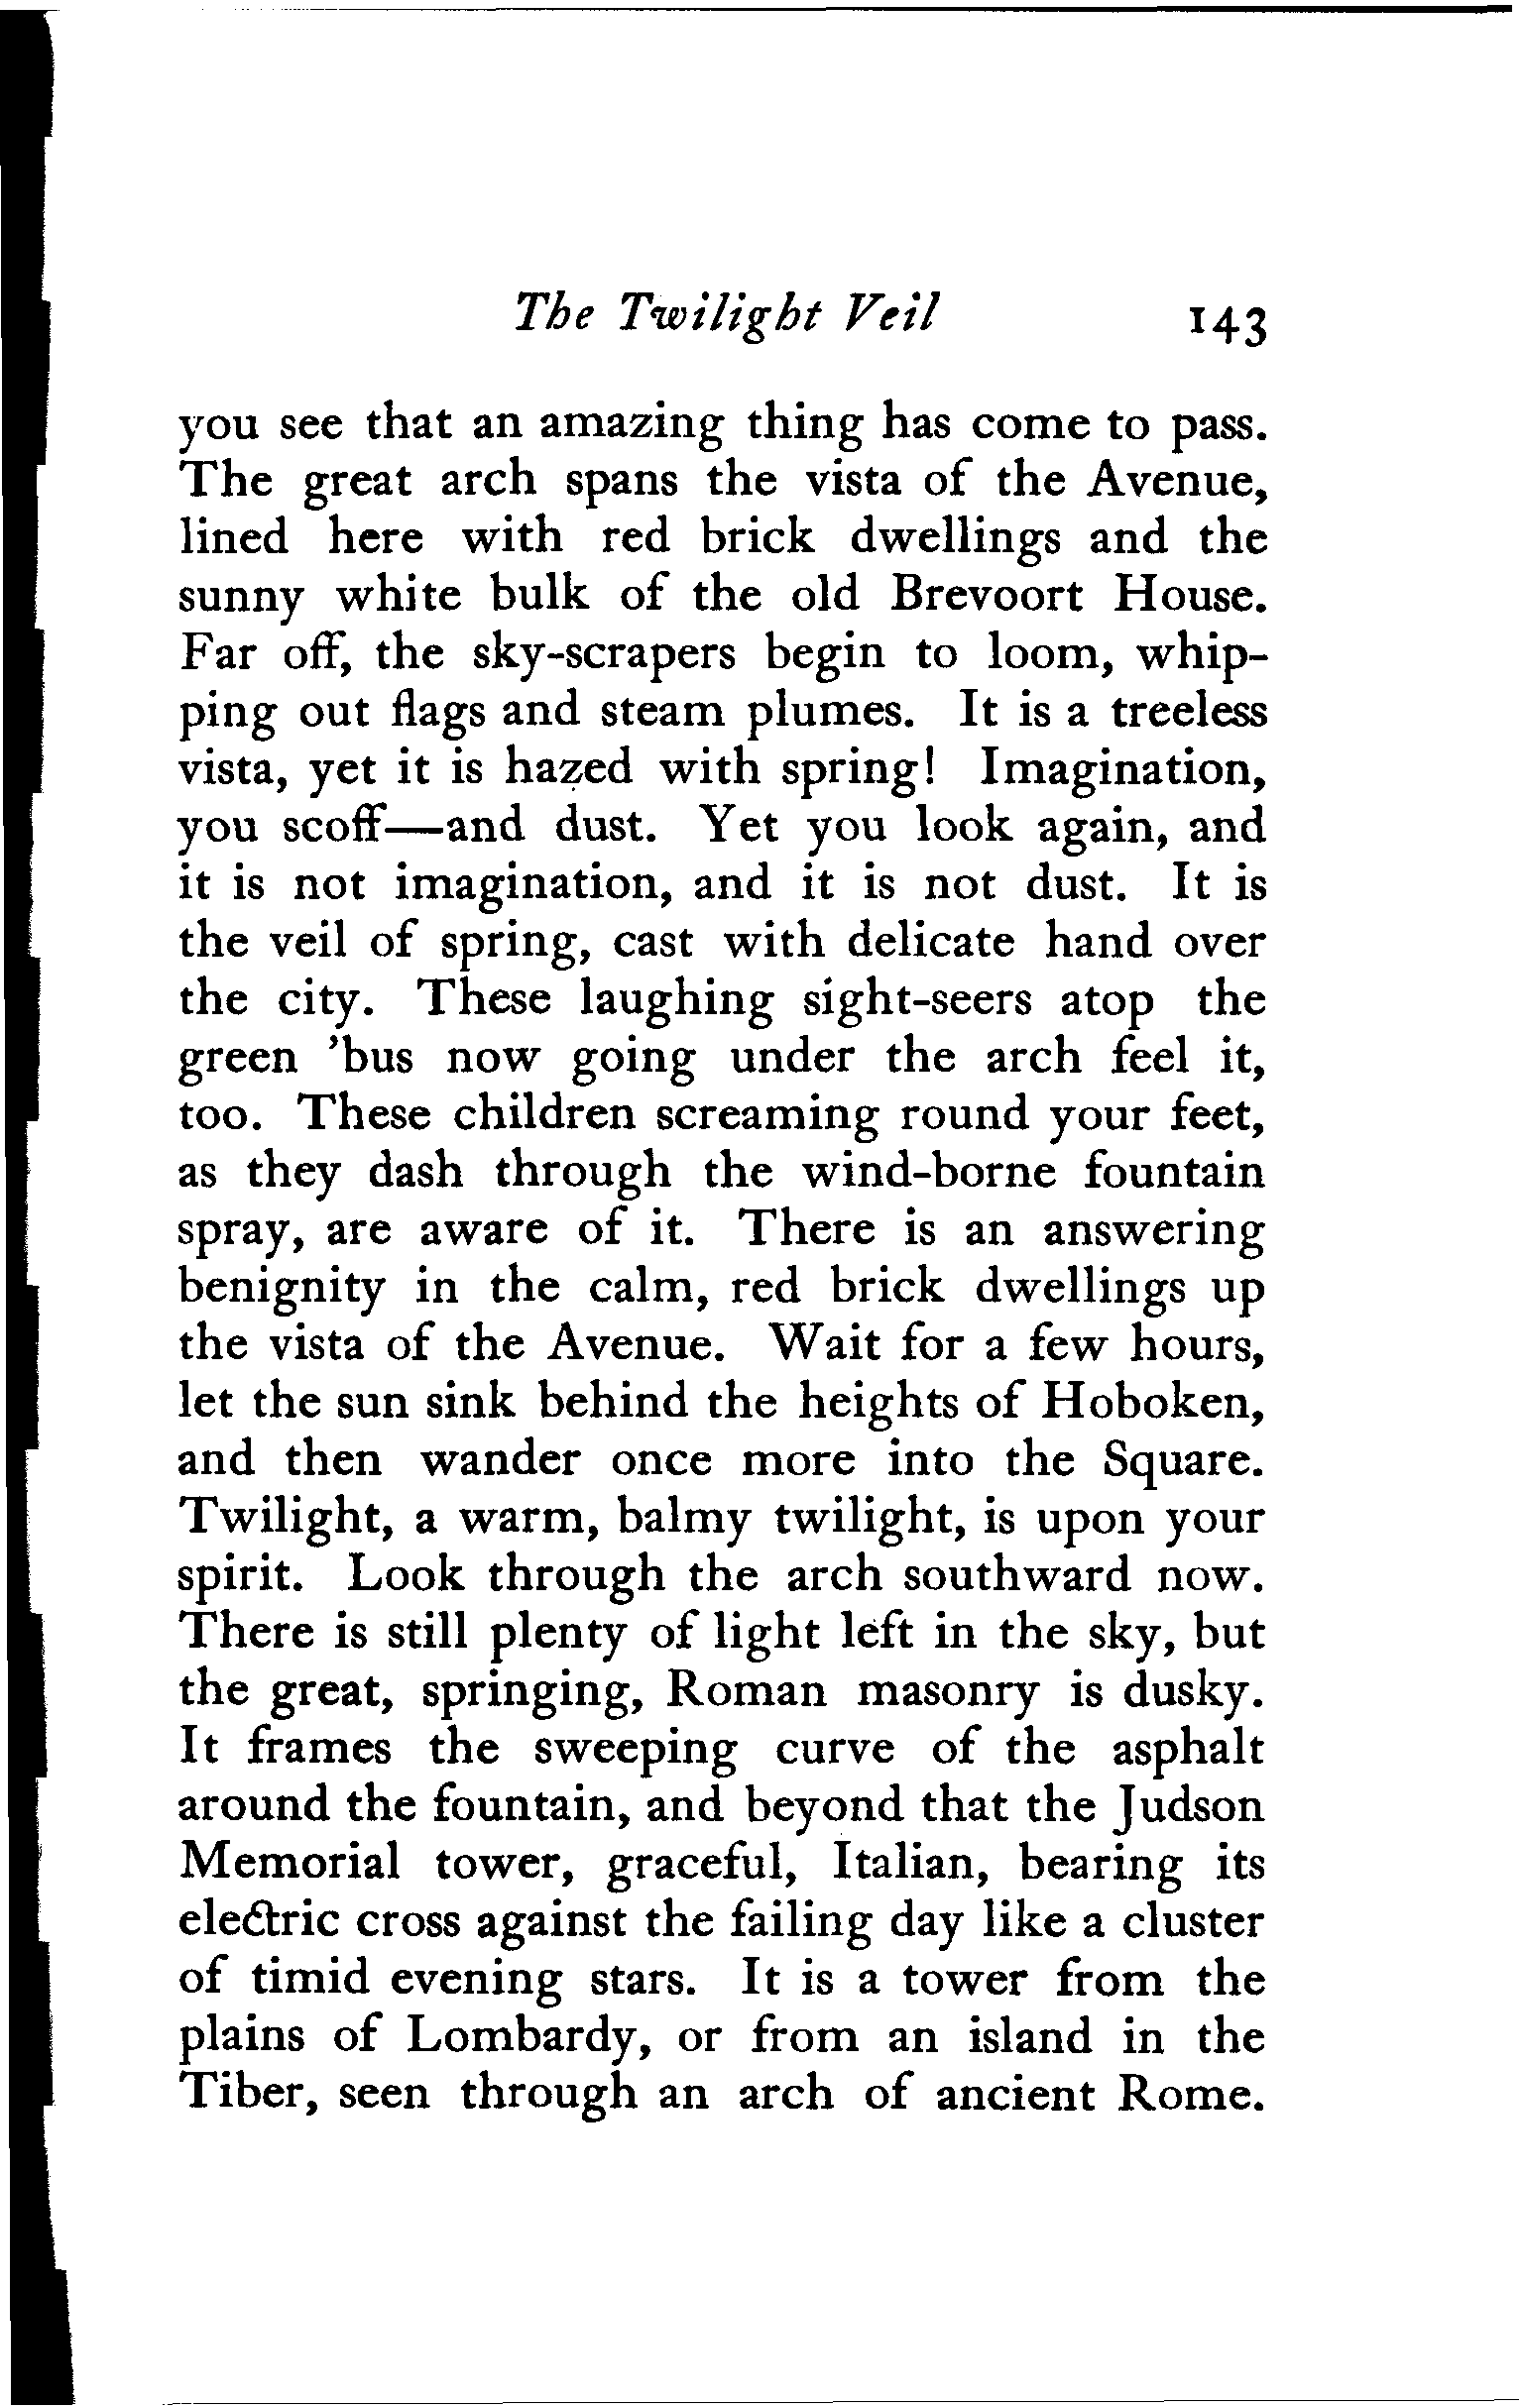 The Twilight Veil 143
you see that an amazing thing has come to pass.
The great arch spans the vista of the Avenue,
lined here with red brick dwellings and the
sunny white bulk of the old Brevoort House.
Far off, the sky-scrapers begin to loom, whip-
ping out flags and steam plumes. It is a treeless
vista, yet it is hazed with spring! Imagination,
you scoff—and dust. Yet you look again, and
it is not imagination, and it is not dust. It is
the veil of spring, cast with delicate hand over
the city. These laughing sight-seers atop the
green ’bus now going under the arch feel it,
too. These children screaming round your feet,
as they dash through the wind-borne fountain
spray, are aware of it. There is an answering
benignity in the calm, red brick dwellings up
the vista of the Avenue. Wait for a few hours,
let the sun sink behind the heights of Hoboken,
and then wander once more into the Square.
Twilight, a warm, balmy twilight, is upon your
spirit. Look through the arch southward now.
There is still plenty of light left in the sky, but
the great, springing, Roman masonry is dusky.
It frames the sweeping curve of the asphalt
around the fountain, and beyond that the Judson
Memorial tower, graceful, Italian, bearing its
electric cross against the failing day like a cluster
of timid evening stars. It is a tower from the
plains of Lombardy, or from an island in the
Tiber, seen through an arch of ancient Rome.